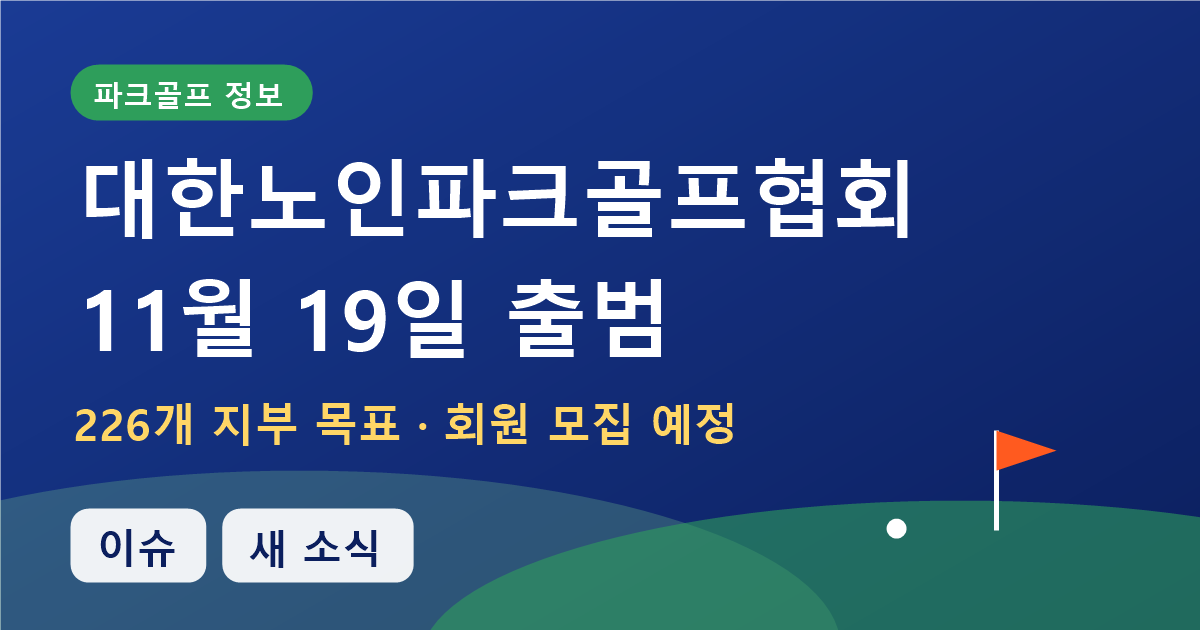 파크골프 정보
대한노인파크골프협회
11월 19일 출범
226개 지부 목표 · 회원 모집 예정
이슈
새 소식